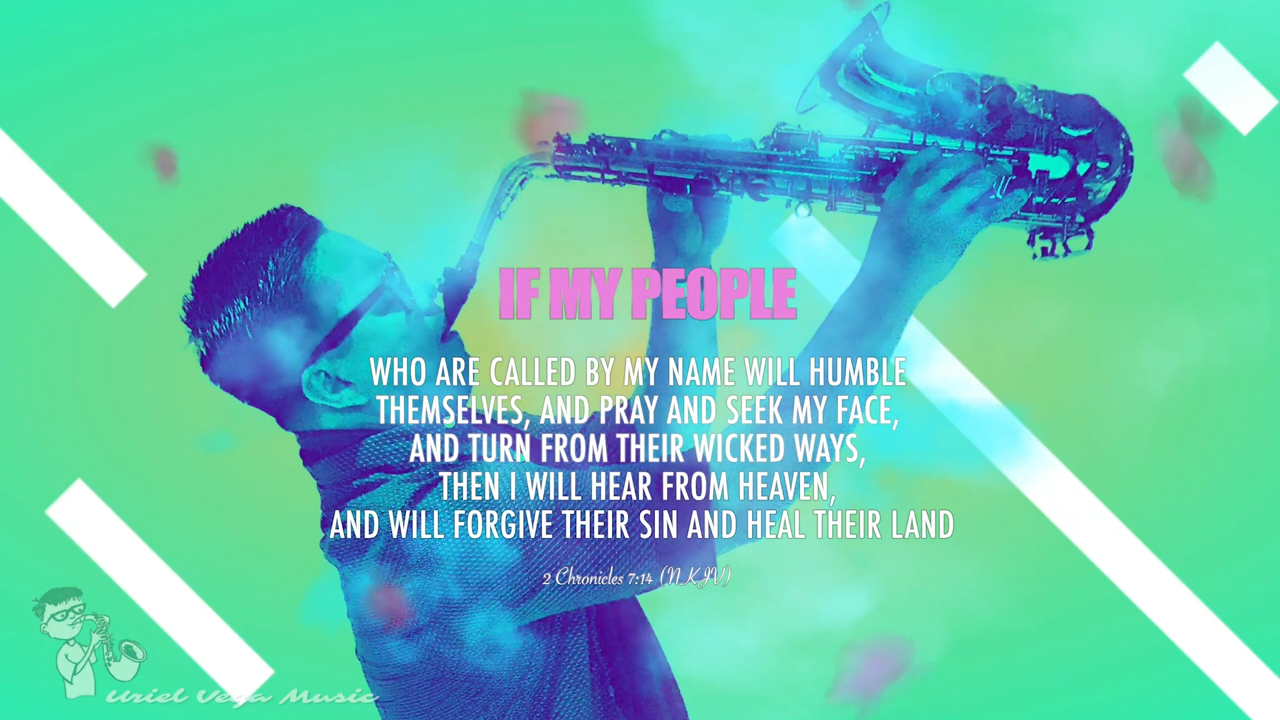 IF MY PEOPLE
WHO ARE CALLED BY MY NAME WILL HUMBLE
THEMSELVES, AND PRAY AND SEEK MY FACE,
AND TURN FROM THEIR WICKED WAYS,
THEN I WILL HEAR FROM HEAVEN,
AND WILL FORGIVE THEIR SIN AND HEAL THEIR LAND
2 Chronicles 7:14 (NKJV)
Uriel Vega Music